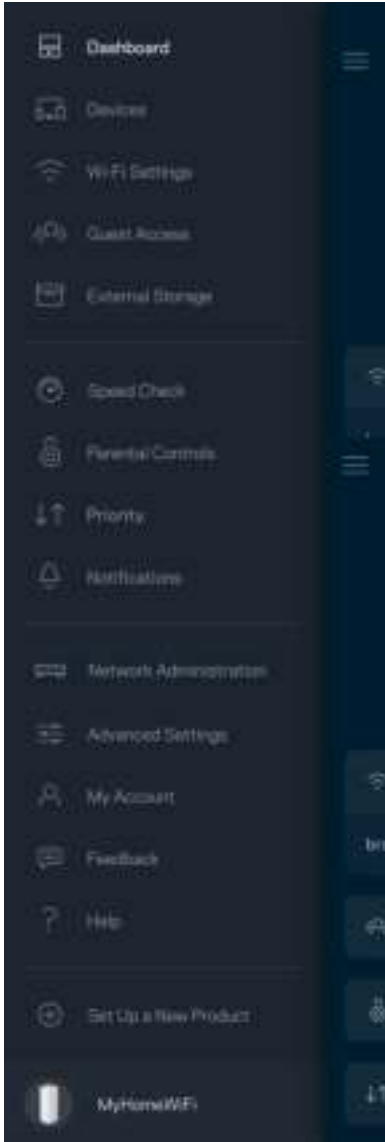 Dashboard
Devices
Wi-Fi Settings
Guest Access
External Storage
Speed Check
Parental Controls
Priority
Notifications
Network Administration
Advanced Settings
My Account
Feedback
Help
Set Up a New Product
MyHomeWiFi